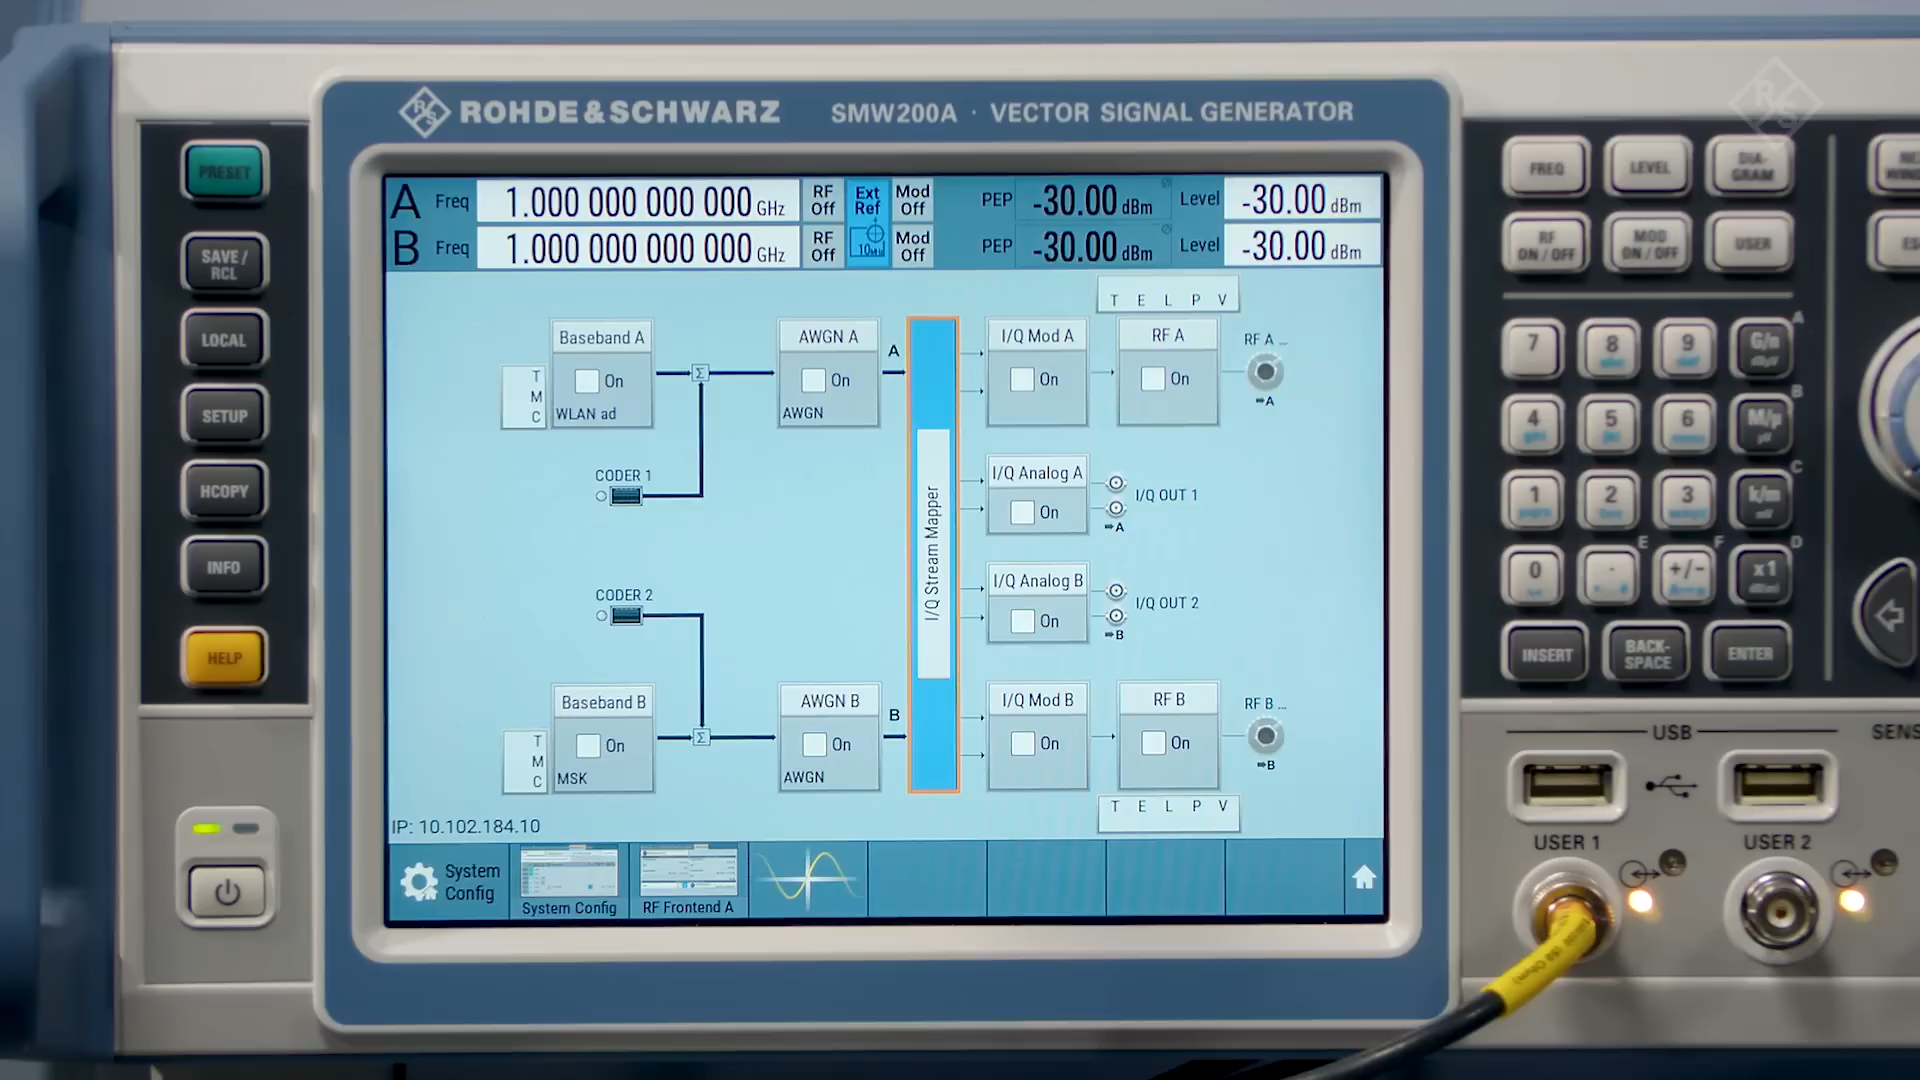 ROHDE & SCHWARZ SMW200A · VECTOR SIGNAL GENERATOR
PRESET
SAVE / RCL
LOCAL
SETUP
HCOPY
INFO
HELP
A Freq 1.000 000 000 000 GHz RF Off Ext Ref Mod Off PEP -30.00 dBm Level -30.00 dBm
B Freq 1.000 000 000 000 GHz RF Off 10MHz Mod Off PEP -30.00 dBm Level -30.00 dBm
T E L P V
Baseband A
On
WLAN ad
T
M
C
Σ
AWGN A
On
AWGN
A
I/Q Mod A
On
RF A
On
RF A ...
A
CODER 1
I/Q Analog A
On
I/Q OUT 1
A
I/Q Stream Mapper
CODER 2
I/Q Analog B
On
I/Q OUT 2
B
Baseband B
On
MSK
T
M
C
Σ
AWGN B
On
AWGN
B
I/Q Mod B
On
RF B
On
RF B ...
B
T E L P V
IP: 10.102.184.10
System Config
System Config
RF Frontend A
FREQ
LEVEL
DIA-GRAM
RF ON / OFF
MOD ON / OFF
USER
7 8 9 G/n
A
4 5 6 M/µ
B
1 2 3 k/m
C
0 . +/- x1
E F D
INSERT
BACK-SPACE
ENTER
USB
SENS
USER 1
USER 2
R S